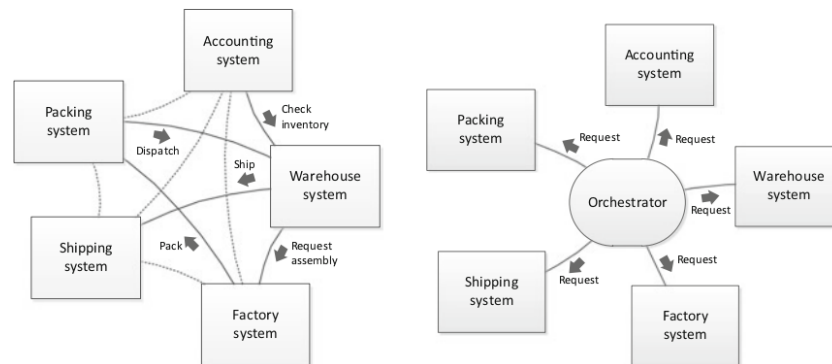 Accounting
system
Packing
system
Check
inventory
Dispatch
Ship
Warehouse
system
Shipping
system
Pack
Request
assembly
Factory
system
Accounting
system
Packing
system
Request
Request
Warehouse
system
Orchestrator
Request
Shipping
system
Request
Request
Factory
system